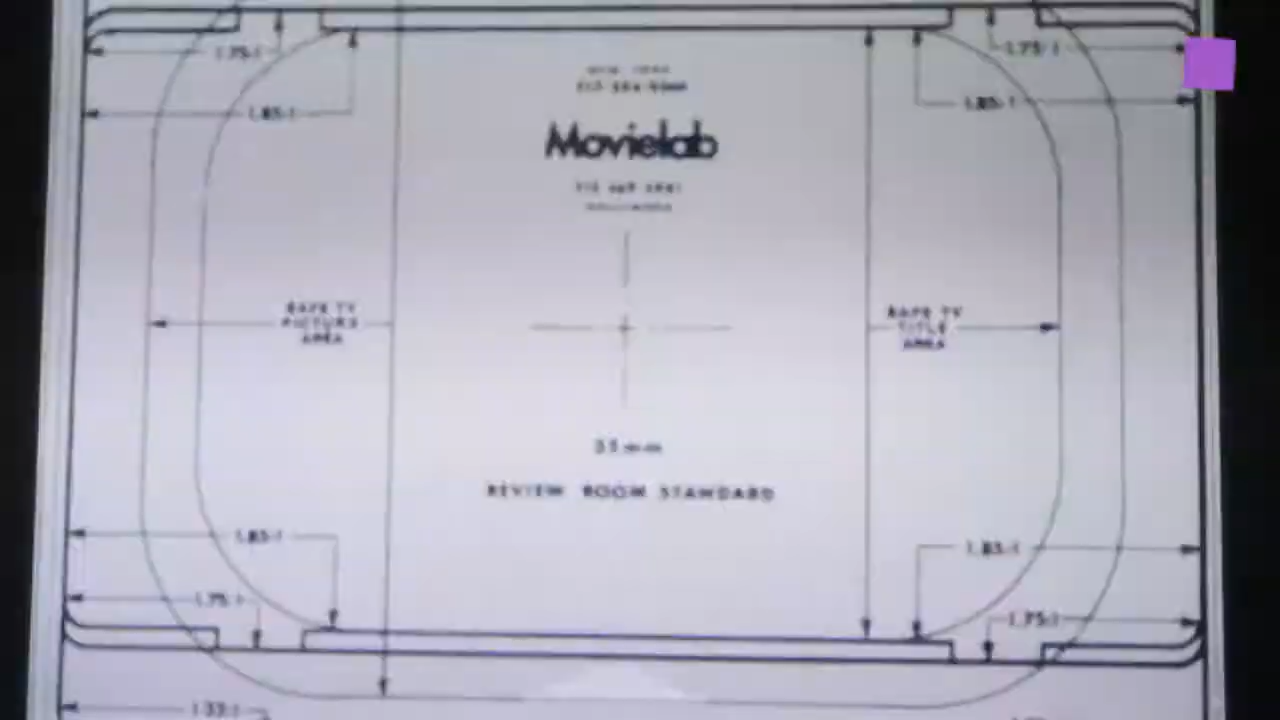 1.75:1
1.75:1
1.85:1
1.85:1
Movielab
SAFE TV
PICTURE
AREA
SAFE TV
TITLE
AREA
35mm
REVIEW ROOM STANDARD
1.85:1
1.85:1
1.75:1
1.75:1
1.33:1